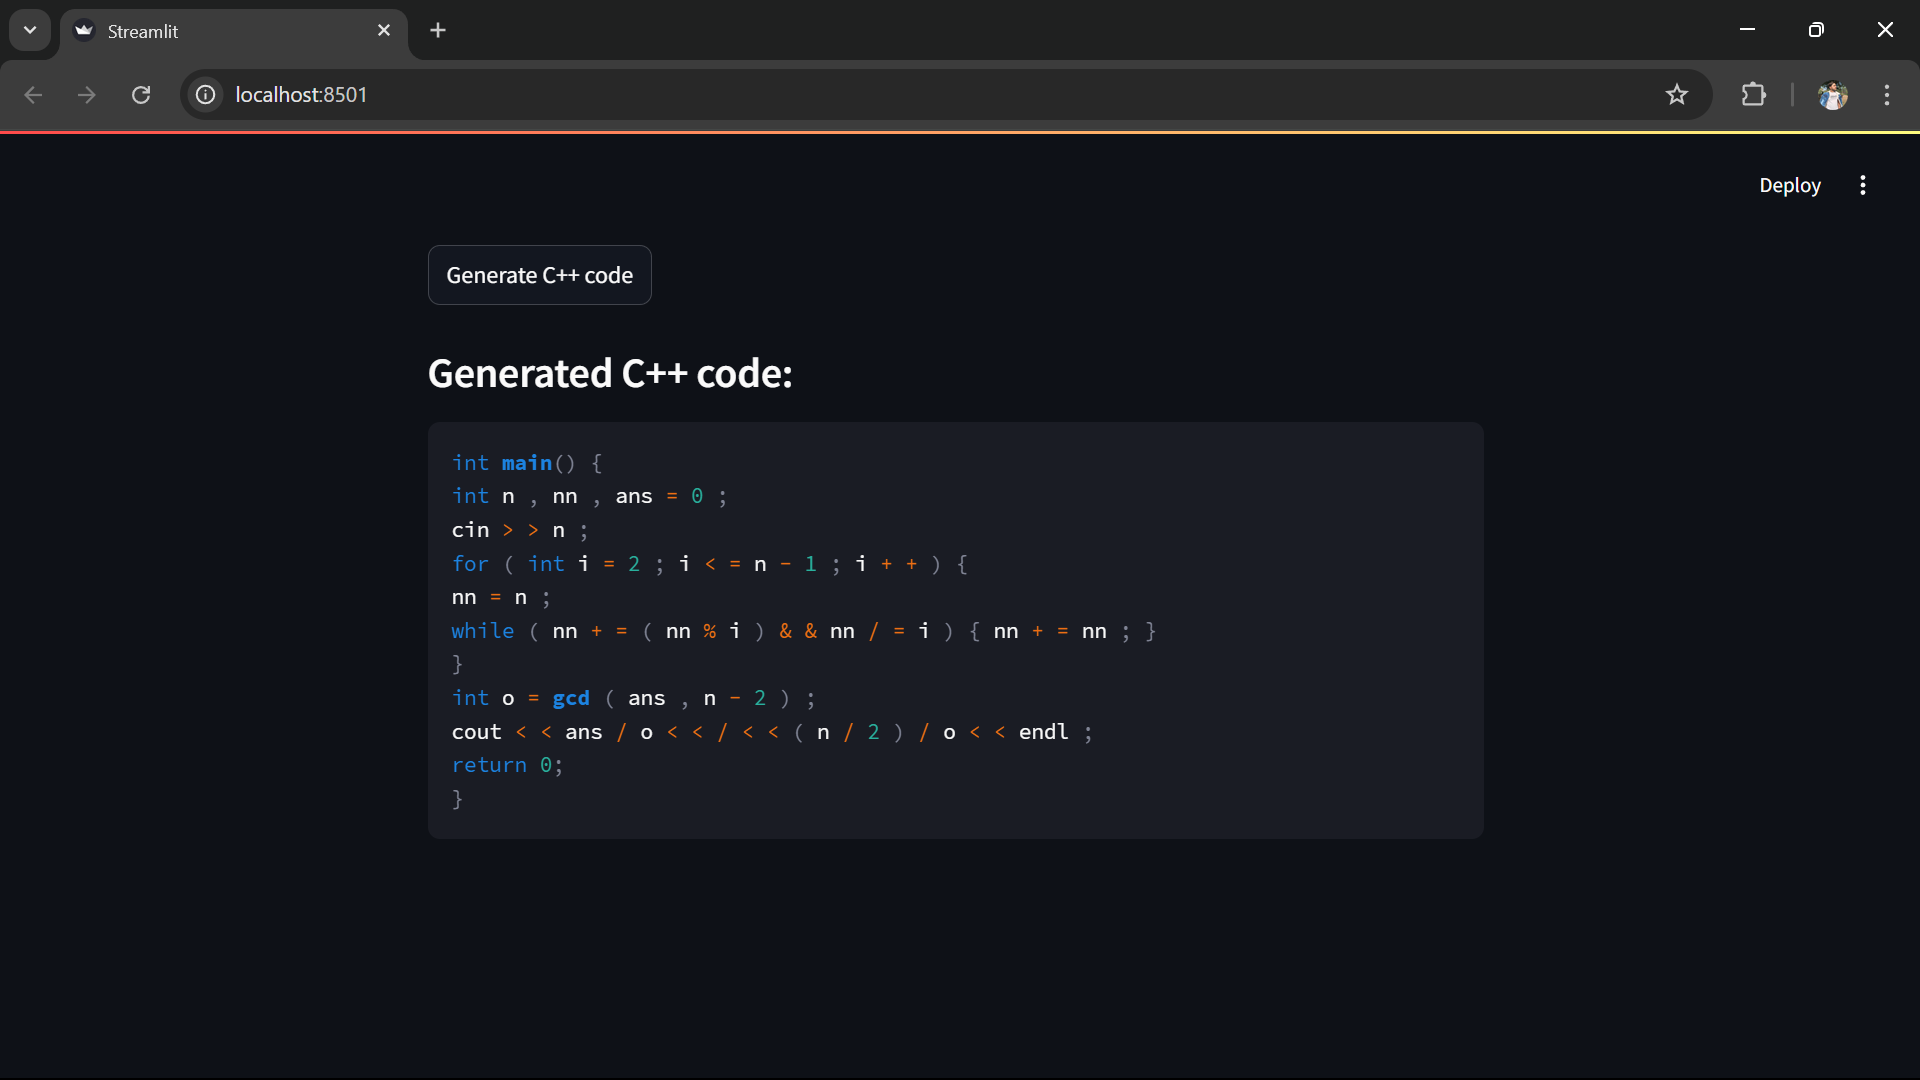 Streamlit
localhost:8501
Deploy
Generate C++ code
Generated C++ code:
int main() {
int n , nn , ans = 0 ;
cin > > n ;
for ( int i = 2 ; i < = n - 1 ; i + + ) {
nn = n ;
while ( nn + = ( nn % i ) & & nn / = i ) { nn + = nn ; }
}
int o = gcd ( ans , n - 2 ) ;
cout < < ans / o < < / < < ( n / 2 ) / o < < endl ;
return 0;
}